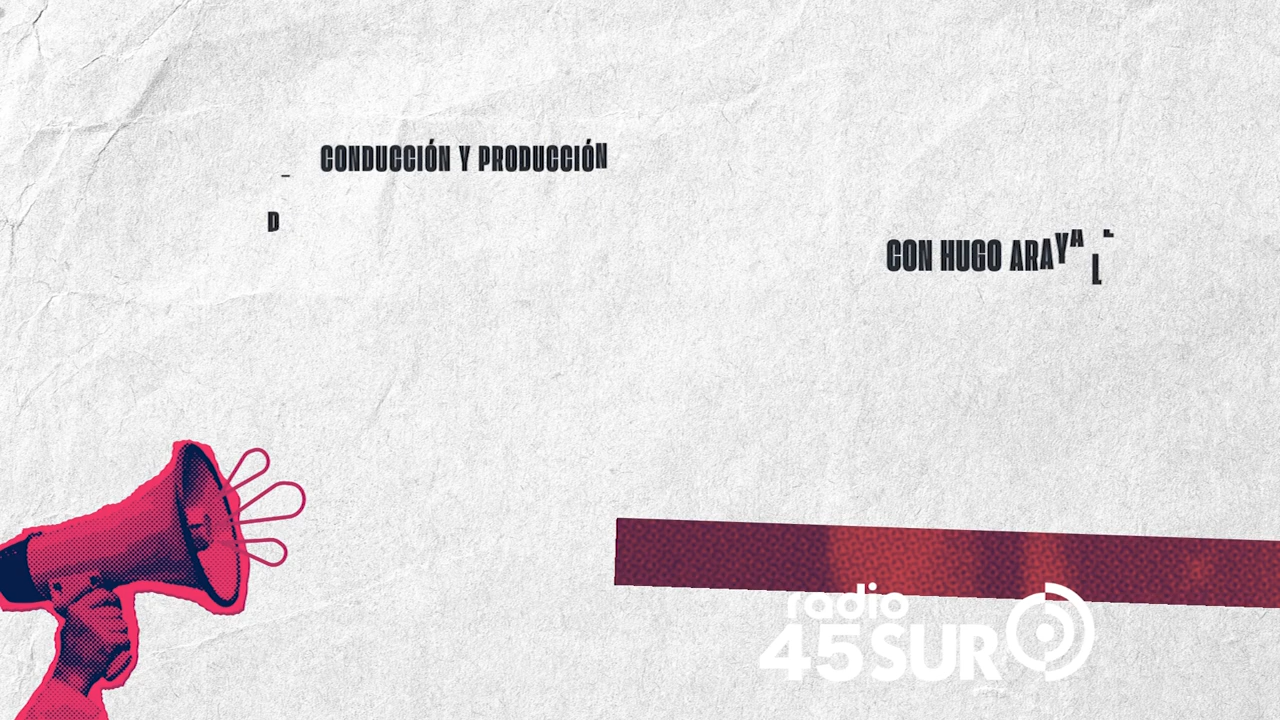 CONDUCCIÓN Y PRODUCCIÓN
D
CON HUGO ARAYA L
radio
45SUR